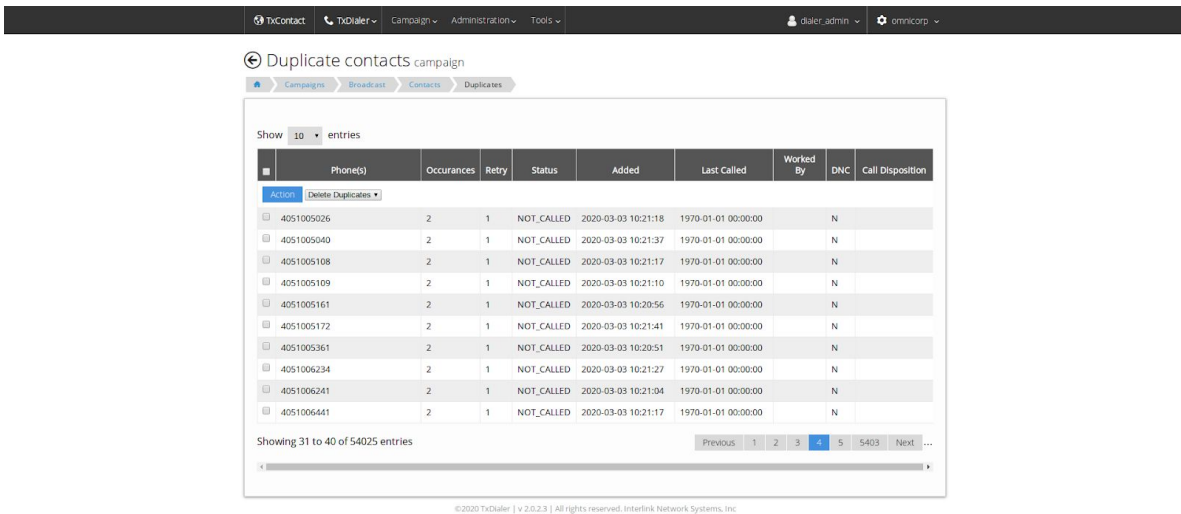 TxContact TxDialer Campaign Administration Tools dialer_admin omnicorp
Duplicate contacts campaign
Campaigns Broadcast Contacts Duplicates
Show 10 entries
Phone(s) Occurances Retry Status Added Last Called Worked By DNC Call Disposition
Action Delete Duplicates
4051005026 2 1 NOT_CALLED 2020-03-03 10:21:18 1970-01-01 00:00:00 N
4051005040 2 1 NOT_CALLED 2020-03-03 10:21:37 1970-01-01 00:00:00 N
4051005108 2 1 NOT_CALLED 2020-03-03 10:21:17 1970-01-01 00:00:00 N
4051005109 2 1 NOT_CALLED 2020-03-03 10:21:10 1970-01-01 00:00:00 N
4051005161 2 1 NOT_CALLED 2020-03-03 10:20:56 1970-01-01 00:00:00 N
4051005172 2 1 NOT_CALLED 2020-03-03 10:21:41 1970-01-01 00:00:00 N
4051005361 2 1 NOT_CALLED 2020-03-03 10:20:51 1970-01-01 00:00:00 N
4051006234 2 1 NOT_CALLED 2020-03-03 10:21:27 1970-01-01 00:00:00 N
4051006241 2 1 NOT_CALLED 2020-03-03 10:21:04 1970-01-01 00:00:00 N
4051006441 2 1 NOT_CALLED 2020-03-03 10:21:17 1970-01-01 00:00:00 N
Showing 31 to 40 of 54025 entries Previous 1 2 3 4 5 5403 Next ...
©2020 TxDialer | v 2.0.2.3 | All rights reserved. Interlink Network Systems, Inc